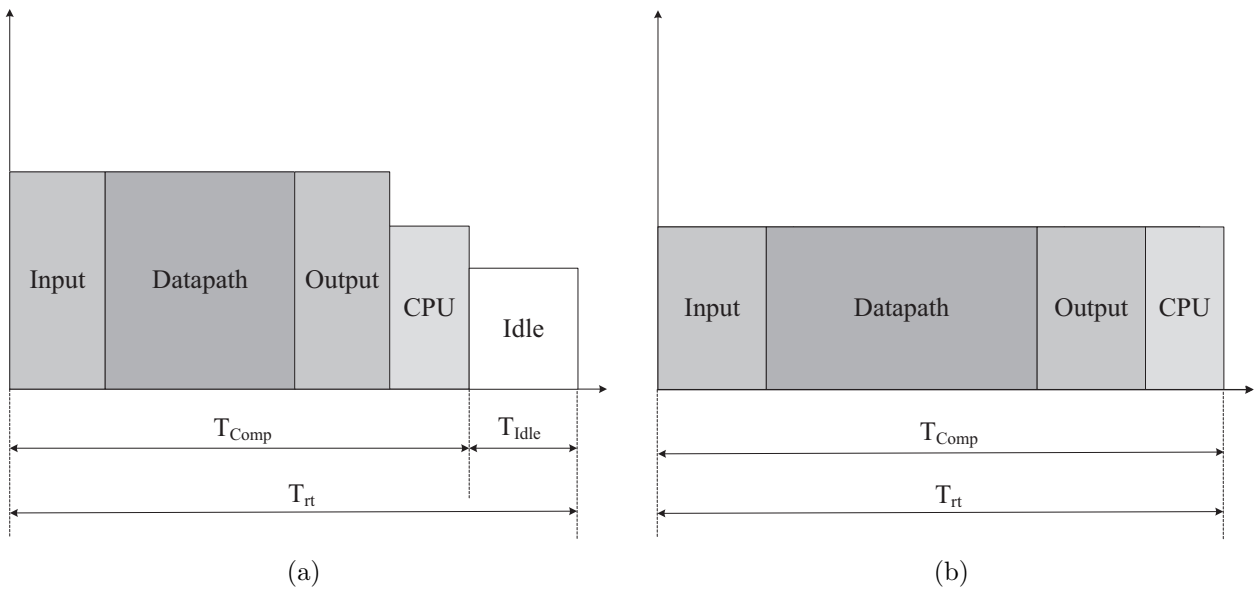 Input
Datapath
Output
CPU
Idle
T_Comp
T_Idle
T_rt
(a)
Input
Datapath
Output
CPU
T_Comp
T_rt
(b)